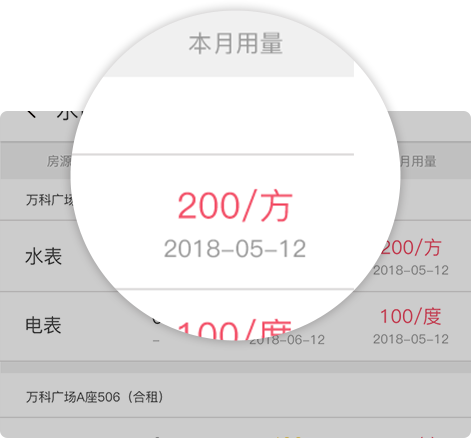 本月用量
房源
月用量
万科广场
200/方
2018-05-12
水表
200/方
2018-05-12
电表
100/度
100/度
–
2018-06-12
2018-05-12
万科广场A座506（合租）